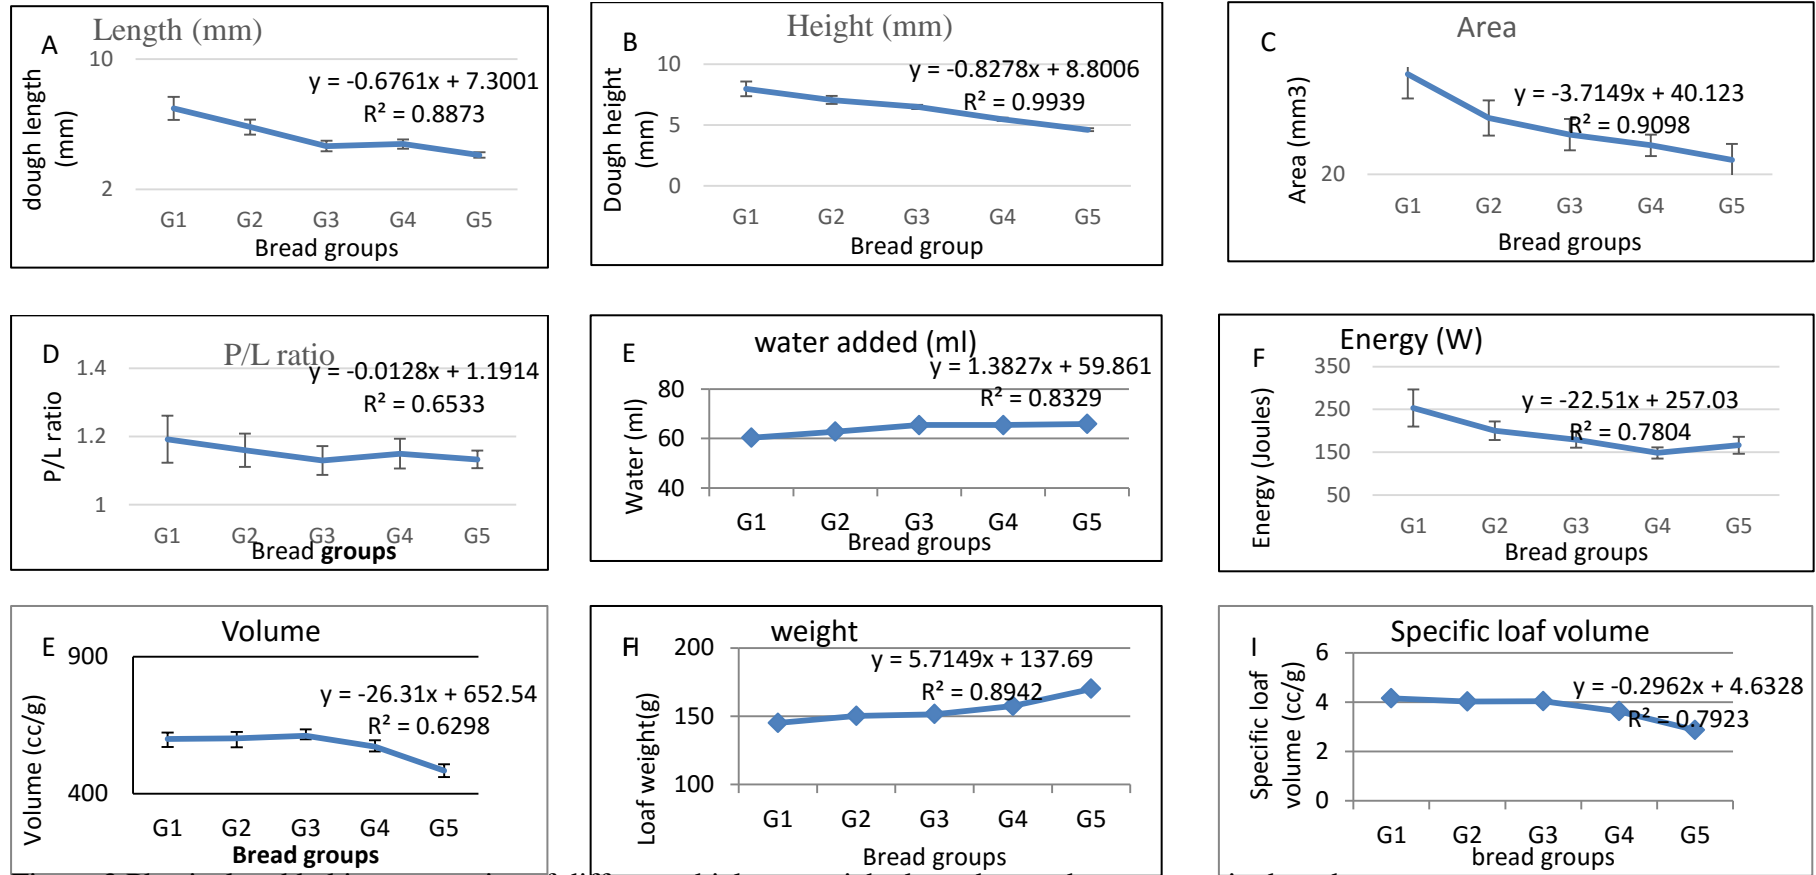 A
Length (mm)
10
y = -0.6761x + 7.3001
R² = 0.8873
dough length
(mm)
2
G1 G2 G3 G4 G5
Bread groups
B
Height (mm)
10
y = -0.8278x + 8.8006
R² = 0.9939
Dough height
(mm)
5
0
G1 G2 G3 G4 G5
Bread group
C
Area
y = -3.7149x + 40.123
R² = 0.9098
Area (mm3)
20
G1 G2 G3 G4 G5
Bread groups
D
P/L ratio
1.4
y = -0.0128x + 1.1914
R² = 0.6533
P/L ratio
1.2
1
G1 G2 G3 G4 G5
Bread groups
E
water added (ml)
y = 1.3827x + 59.861
R² = 0.8329
80
Water (ml)
60
40
G1 G2 G3 G4 G5
Bread groups
F
Energy (W)
350
y = -22.51x + 257.03
R² = 0.7804
250
Energy (Joules)
150
50
G1 G2 G3 G4 G5
Bread groups
E
Volume
900
y = -26.31x + 652.54
R² = 0.6298
Volume (cc/g)
400
G1 G2 G3 G4 G5
Bread groups
H
weight
200
y = 5.7149x + 137.69
R² = 0.8942
Loaf weight(g)
150
100
G1 G2 G3 G4 G5
Bread groups
I
Specific loaf volume
6
y = -0.2962x + 4.6328
R² = 0.7923
Specific loaf
volume (cc/g)
4
2
0
G1 G2 G3 G4 G5
bread groups